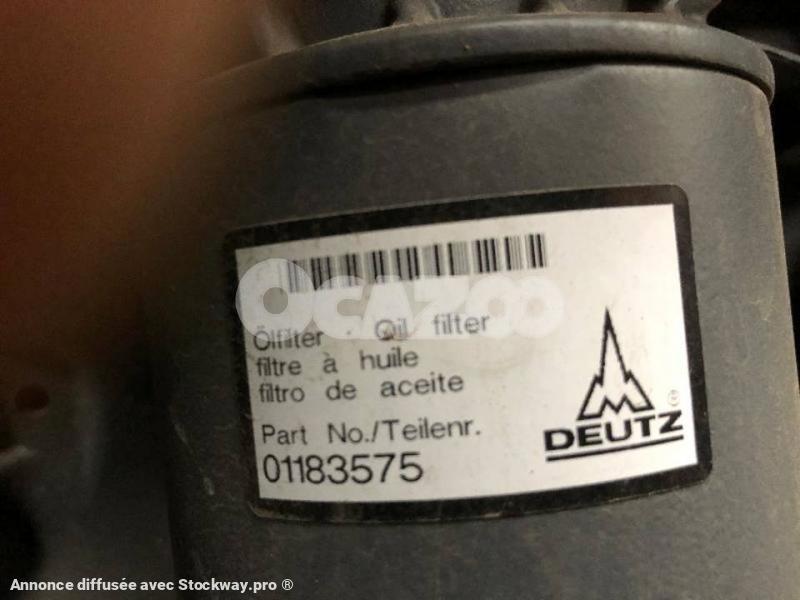 OCAZOO
Ölfilter - Oil filter
filtre à huile
filtro de aceite
Part No./Teilenr.
01183575
®
DEUTZ
Annonce diffusée avec Stockway.pro ®